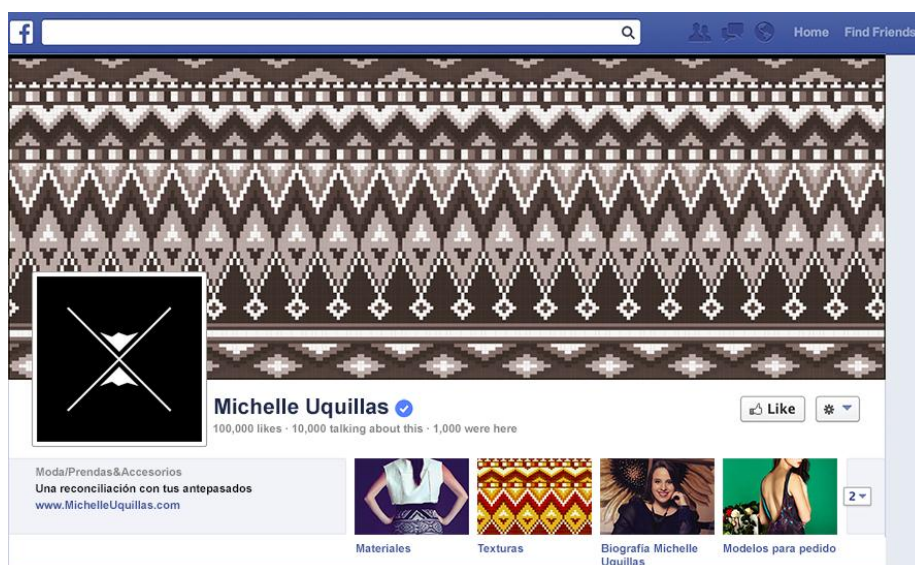 f
Home Find Friends
Michelle Uquillas
Like
100,000 likes · 10,000 talking about this · 1,000 were here
Moda/Prendas&Accesorios
Una reconciliación con tus antepasados
www.MichelleUquillas.com
2
Materiales
Texturas
Biografia Michelle
Uquillas
Modelos para pedido